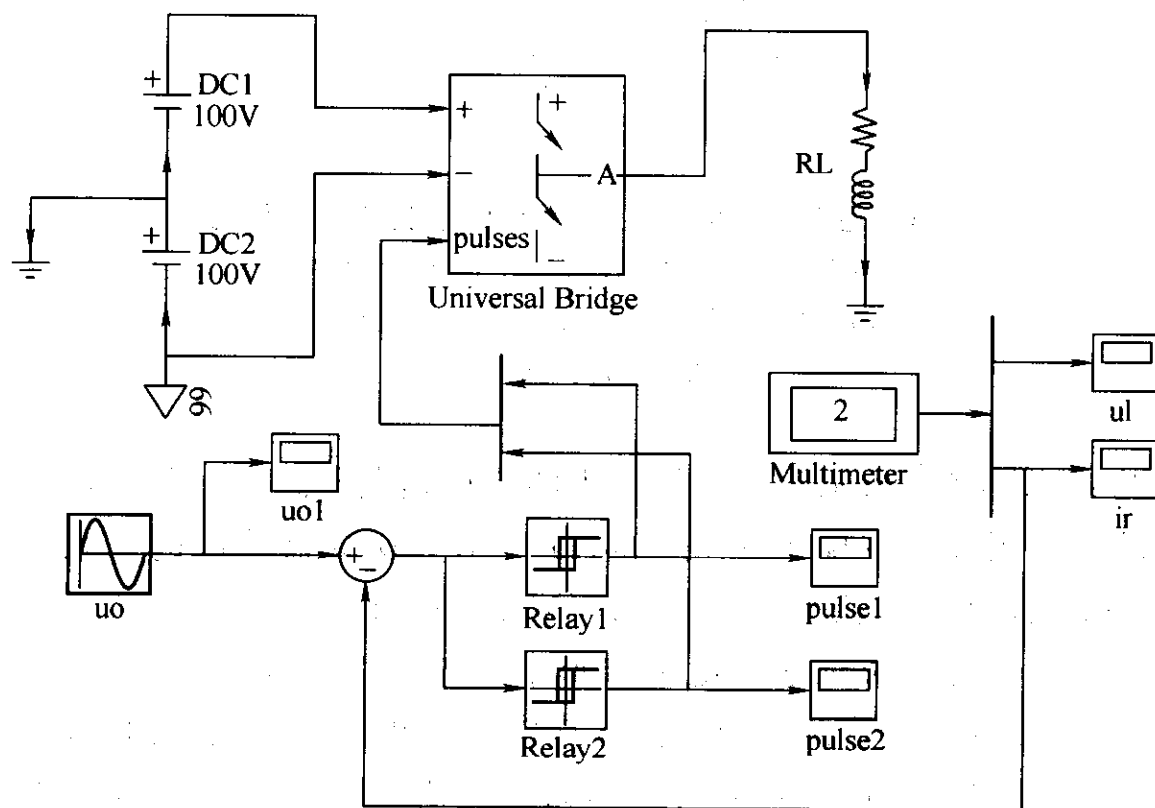 +
DC1
100V
+
DC2
100V
99
+
−
pulses
+
A
−
Universal Bridge
RL
2
Multimeter
ul
ir
uo1
uo
+
−
Relay1
pulse1
Relay2
pulse2